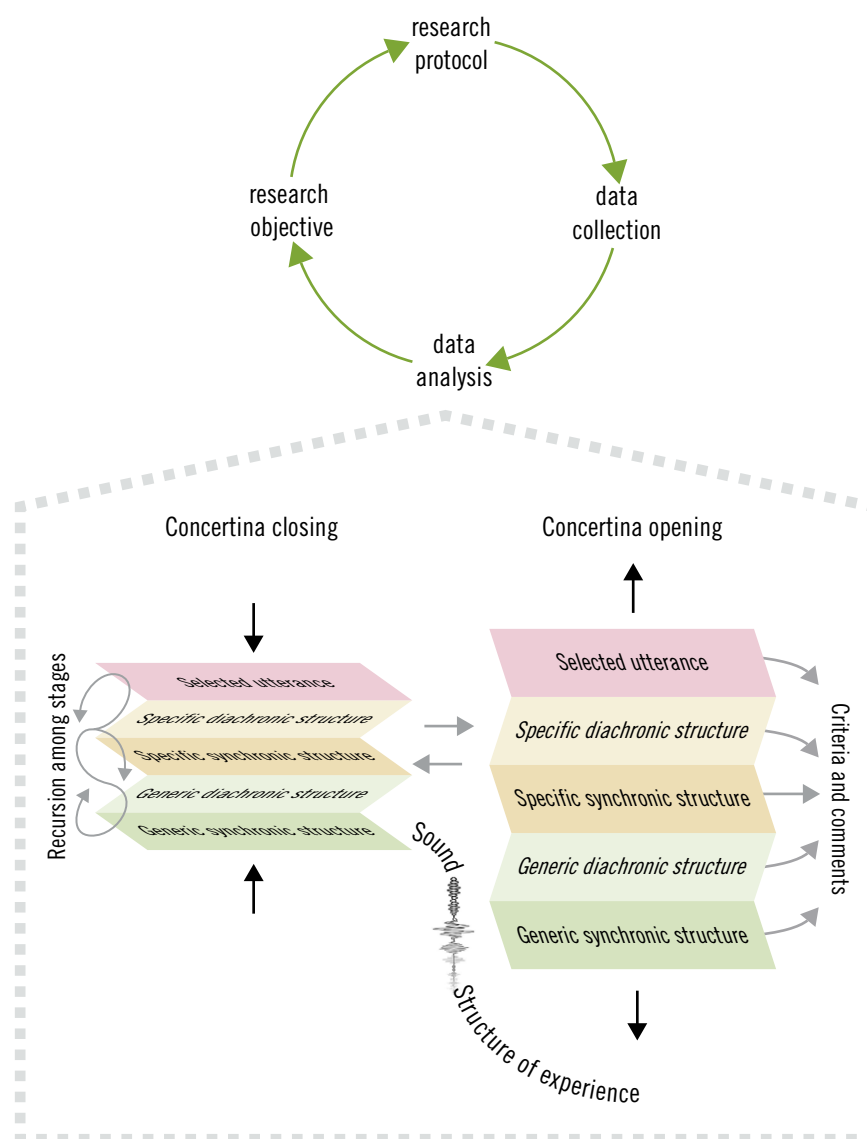 research
protocol
research
objective
data
collection
data
analysis
Concertina closing
Concertina opening
Recursion among stages
Selected utterance
Specific diachronic structure
Specific synchronic structure
Generic diachronic structure
Generic synchronic structure
Sound
Structure of experience
Selected utterance
Specific diachronic structure
Specific synchronic structure
Generic diachronic structure
Generic synchronic structure
Criteria and comments